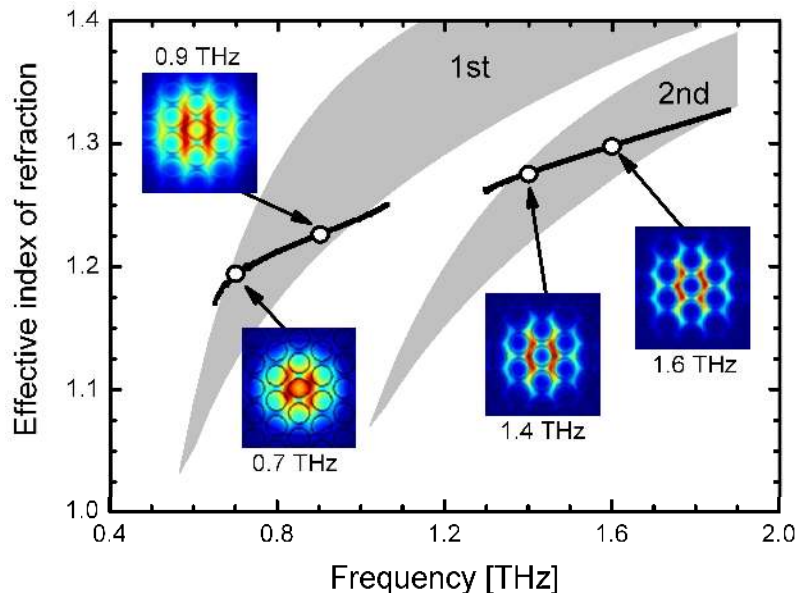 1.4
0.9 THz
1st
2nd
1.3
1.2
1.6 THz
1.4 THz
1.1
0.7 THz
1.0
0.4
0.8
1.2
1.6
2.0
Effective index of refraction
Frequency [THz]